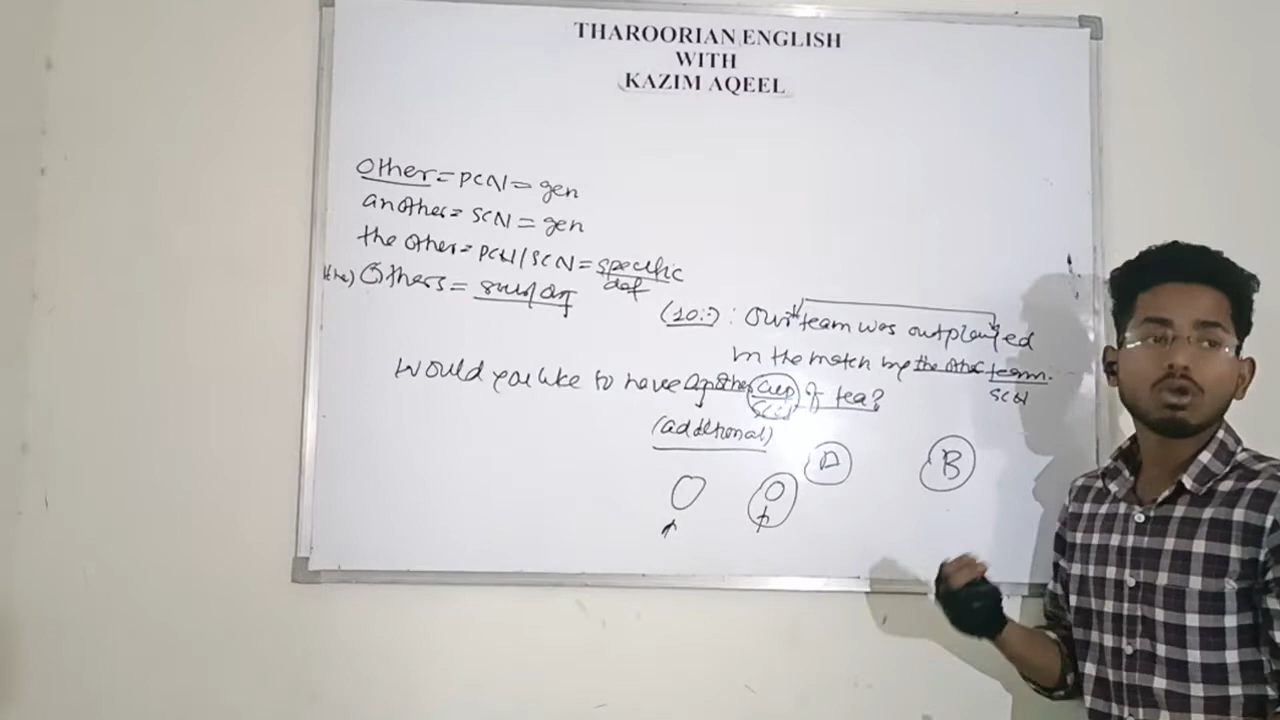 THAROORIAN ENGLISH
WITH
KAZIM AQEEL
other = PCN = gen
another = SCN = gen
the other = PCN/SCN = specific
def
(the) Others =
(10:-) : Our team was outplayed
in the match by the other team.
SCN
Would you like to have another cup of tea?
SCN
(additional)
A
B